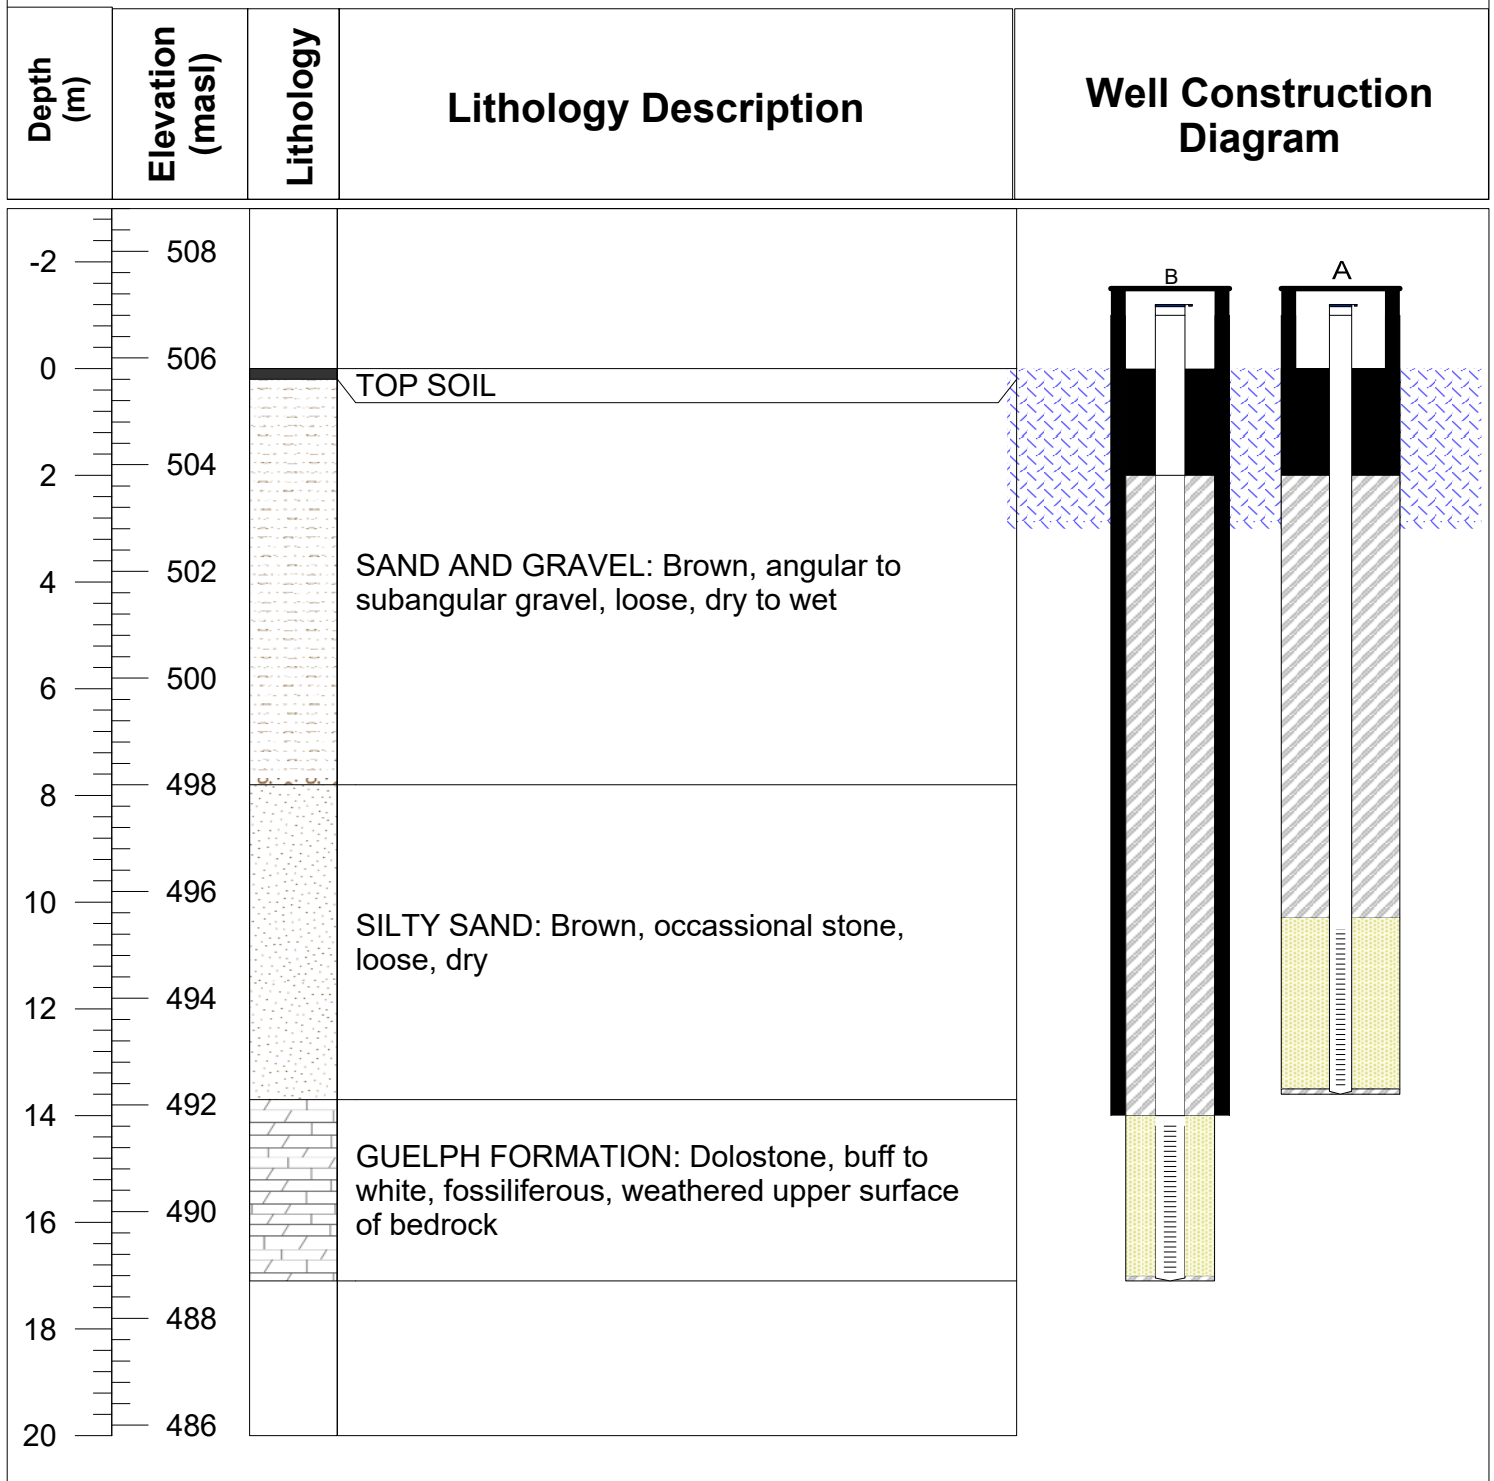 Depth
(m)
Elevation
(masl)
Lithology
Lithology Description
Well Construction
Diagram
-2
0
2
4
6
8
10
12
14
16
18
20
508
506
504
502
500
498
496
494
492
490
488
486
TOP SOIL
SAND AND GRAVEL: Brown, angular to
subangular gravel, loose, dry to wet
SILTY SAND: Brown, occassional stone,
loose, dry
GUELPH FORMATION: Dolostone, buff to
white, fossiliferous, weathered upper surface
of bedrock
B
A